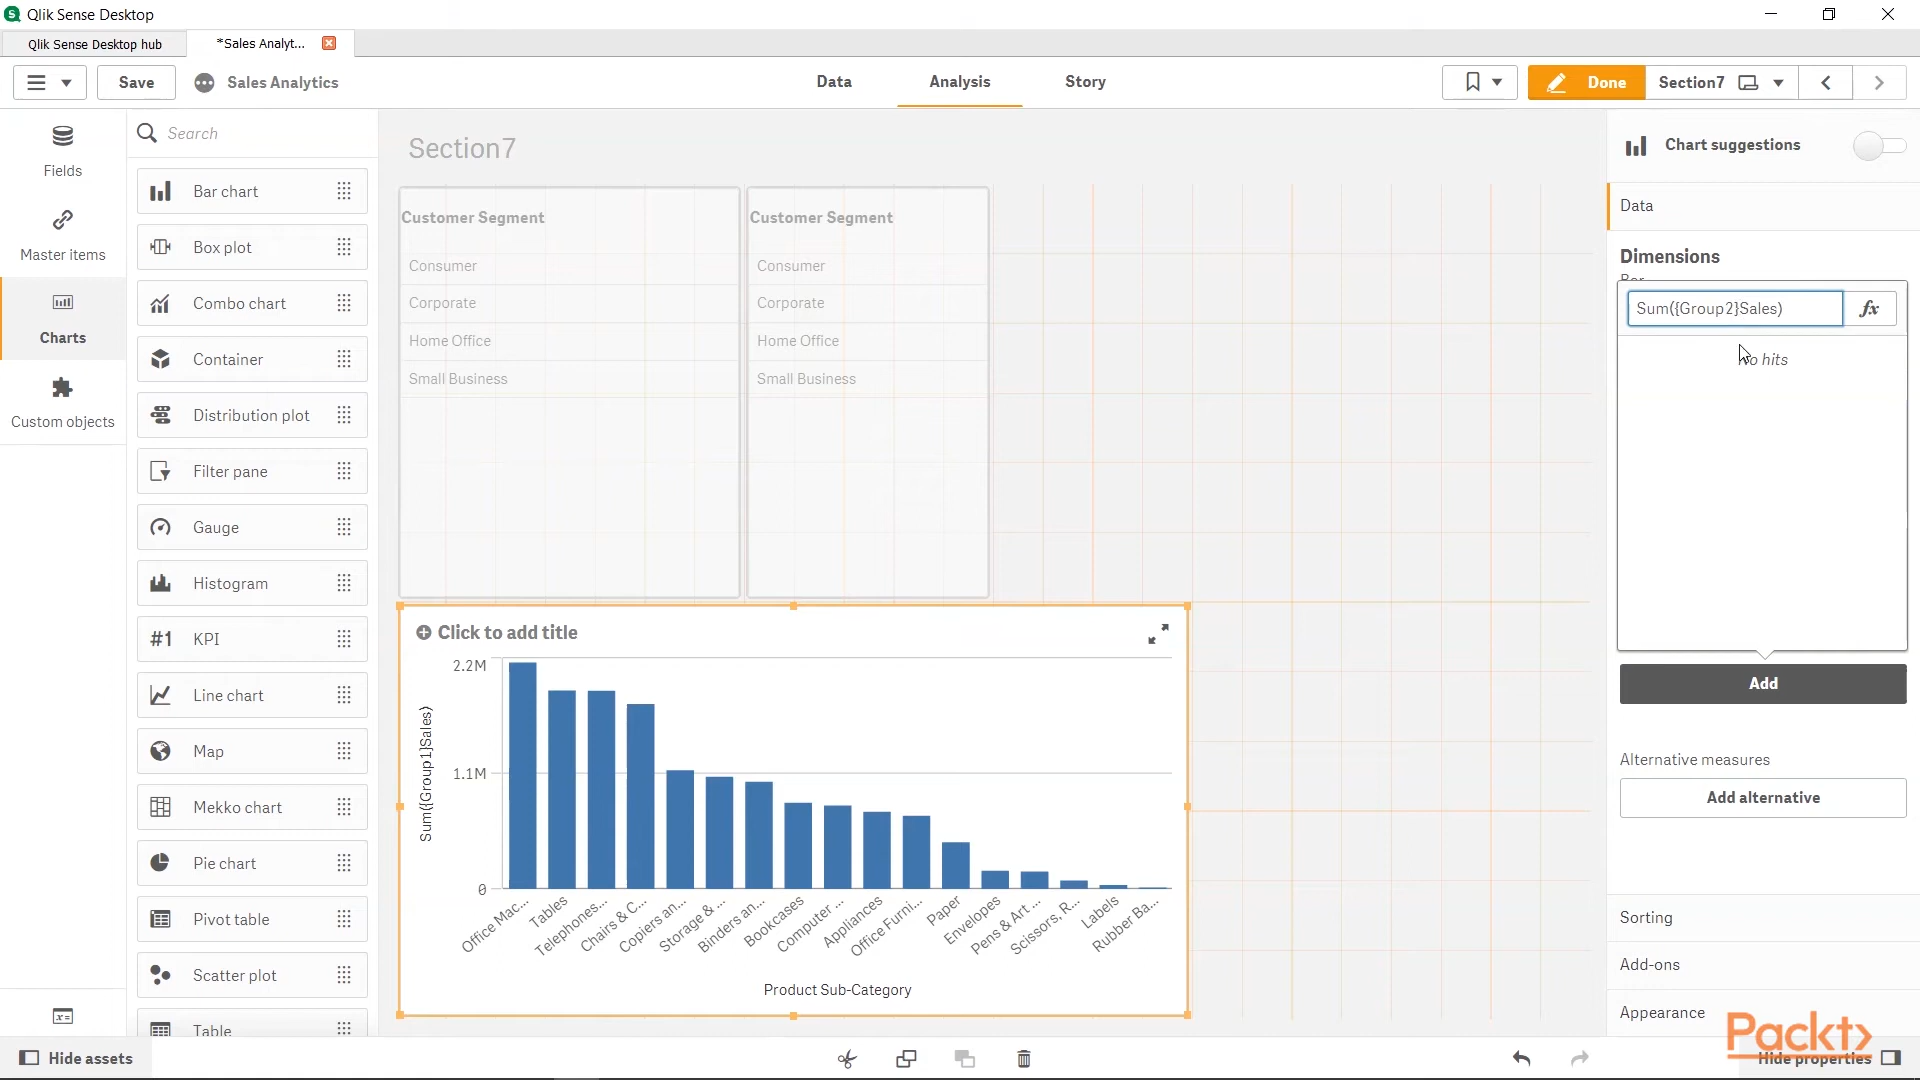 Qlik Sense Desktop
Qlik Sense Desktop hub
*Sales Analyt...
Save
Sales Analytics
Data
Analysis
Story
Done
Section7
Fields
Master items
Charts
Custom objects
Search
Bar chart
Box plot
Combo chart
Container
Distribution plot
Filter pane
Gauge
Histogram
#1 KPI
Line chart
Map
Mekko chart
Pie chart
Pivot table
Scatter plot
Table
Section7
Customer Segment
Consumer
Corporate
Home Office
Small Business
Customer Segment
Consumer
Corporate
Home Office
Small Business
Click to add title
2.2M
1.1M
0
Sum({Group1}Sales)
Office Mac...
Tables
Telephones...
Chairs & C...
Copiers an...
Storage & ...
Binders an...
Bookcases
Computer ...
Appliances
Office Furni...
Paper
Envelopes
Pens & Art ...
Scissors, R...
Labels
Rubber Ba...
Product Sub-Category
Chart suggestions
Data
Dimensions
Bar
Sum({Group2}Sales)
fx
No hits
Add
Alternative measures
Add alternative
Sorting
Add-ons
Appearance
Packt>
Hide assets
Hide properties